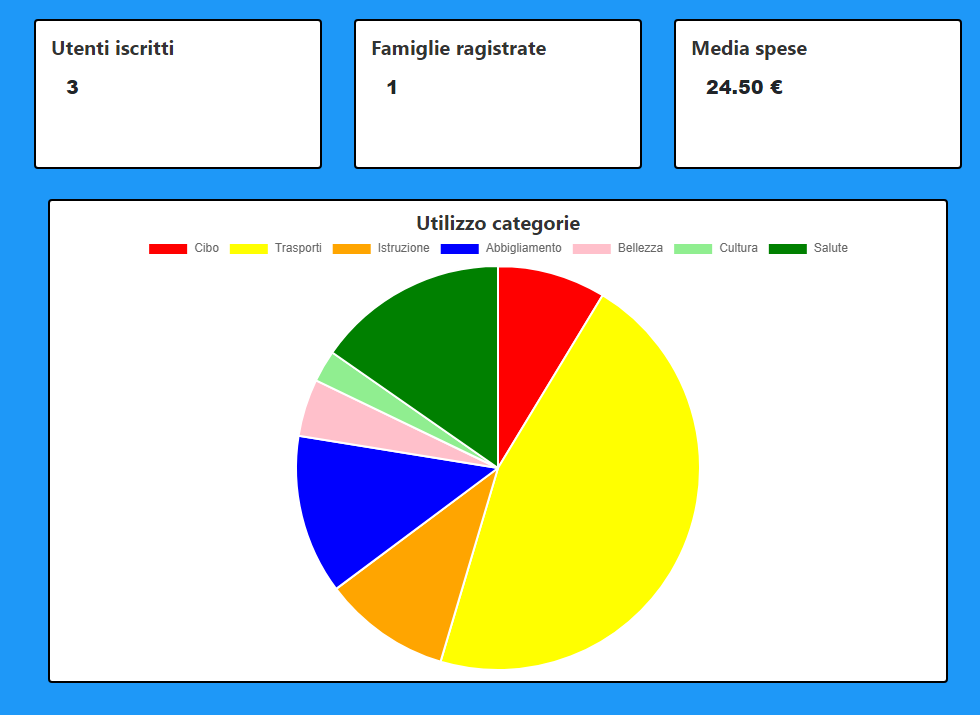 Utenti iscritti
3
Famiglie ragistrate
1
Media spese
24.50 €
Utilizzo categorie
Cibo Trasporti Istruzione Abbigliamento Bellezza Cultura Salute